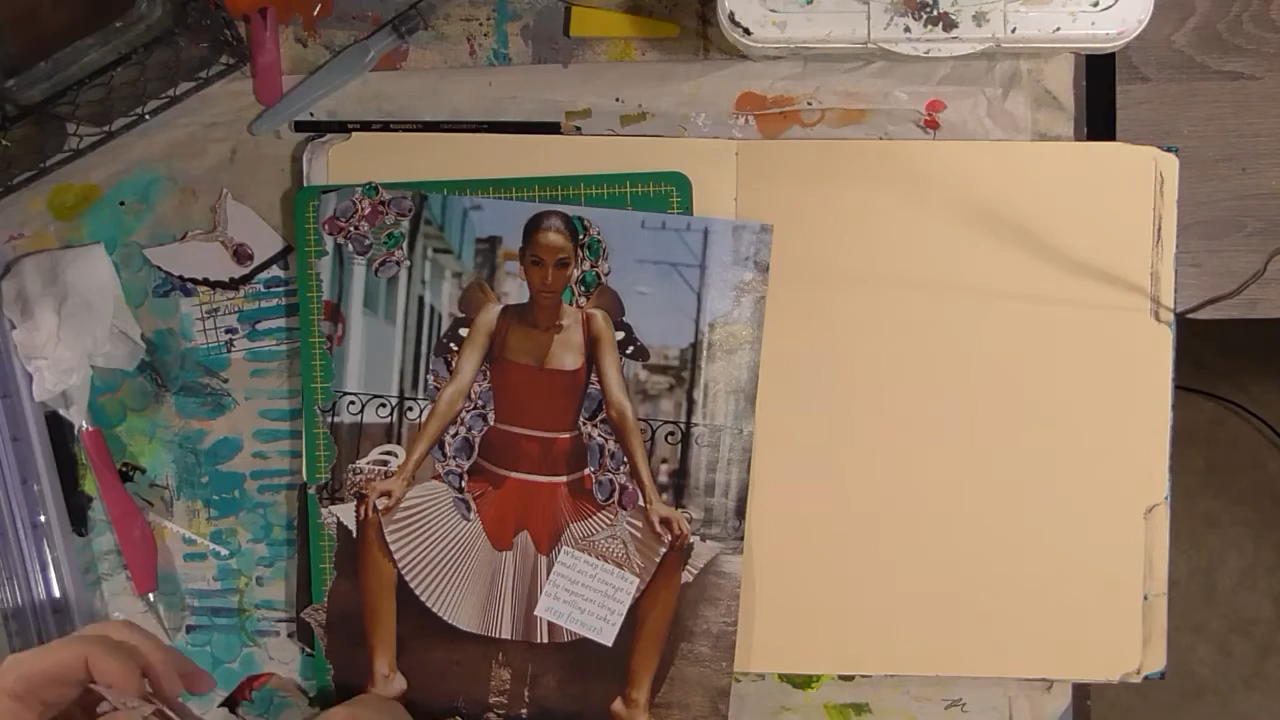 What may look like a
small act of courage is
courage nevertheless.
The important thing is
to be willing to take a
step forward.